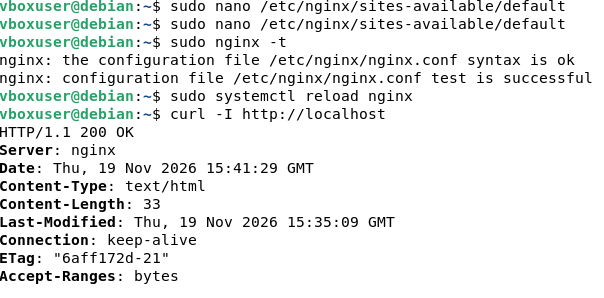 vboxuser@debian:~$ sudo nano /etc/nginx/sites-available/default
vboxuser@debian:~$ sudo nano /etc/nginx/sites-available/default
vboxuser@debian:~$ sudo nginx -t
nginx: the configuration file /etc/nginx/nginx.conf syntax is ok
nginx: configuration file /etc/nginx/nginx.conf test is successful
vboxuser@debian:~$ sudo systemctl reload nginx
vboxuser@debian:~$ curl -I http://localhost
HTTP/1.1 200 OK
Server: nginx
Date: Thu, 19 Nov 2026 15:41:29 GMT
Content-Type: text/html
Content-Length: 33
Last-Modified: Thu, 19 Nov 2026 15:35:09 GMT
Connection: keep-alive
ETag: "6aff172d-21"
Accept-Ranges: bytes